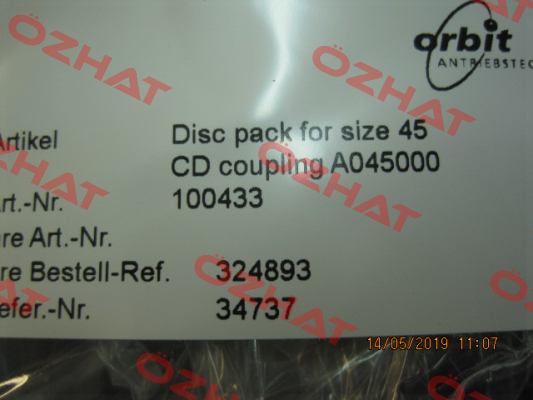 orbit
ANTRIEBSTEC
Artikel Disc pack for size 45
CD coupling A045000
Art.-Nr. 100433
re Art.-Nr.
re Bestell-Ref. 324893
efer.-Nr. 34737
14/05/2019 11:07
ÖZHAT
ÖZHAT
ÖZHAT
ÖZHAT
ÖZHAT
ÖZHAT
ÖZHAT